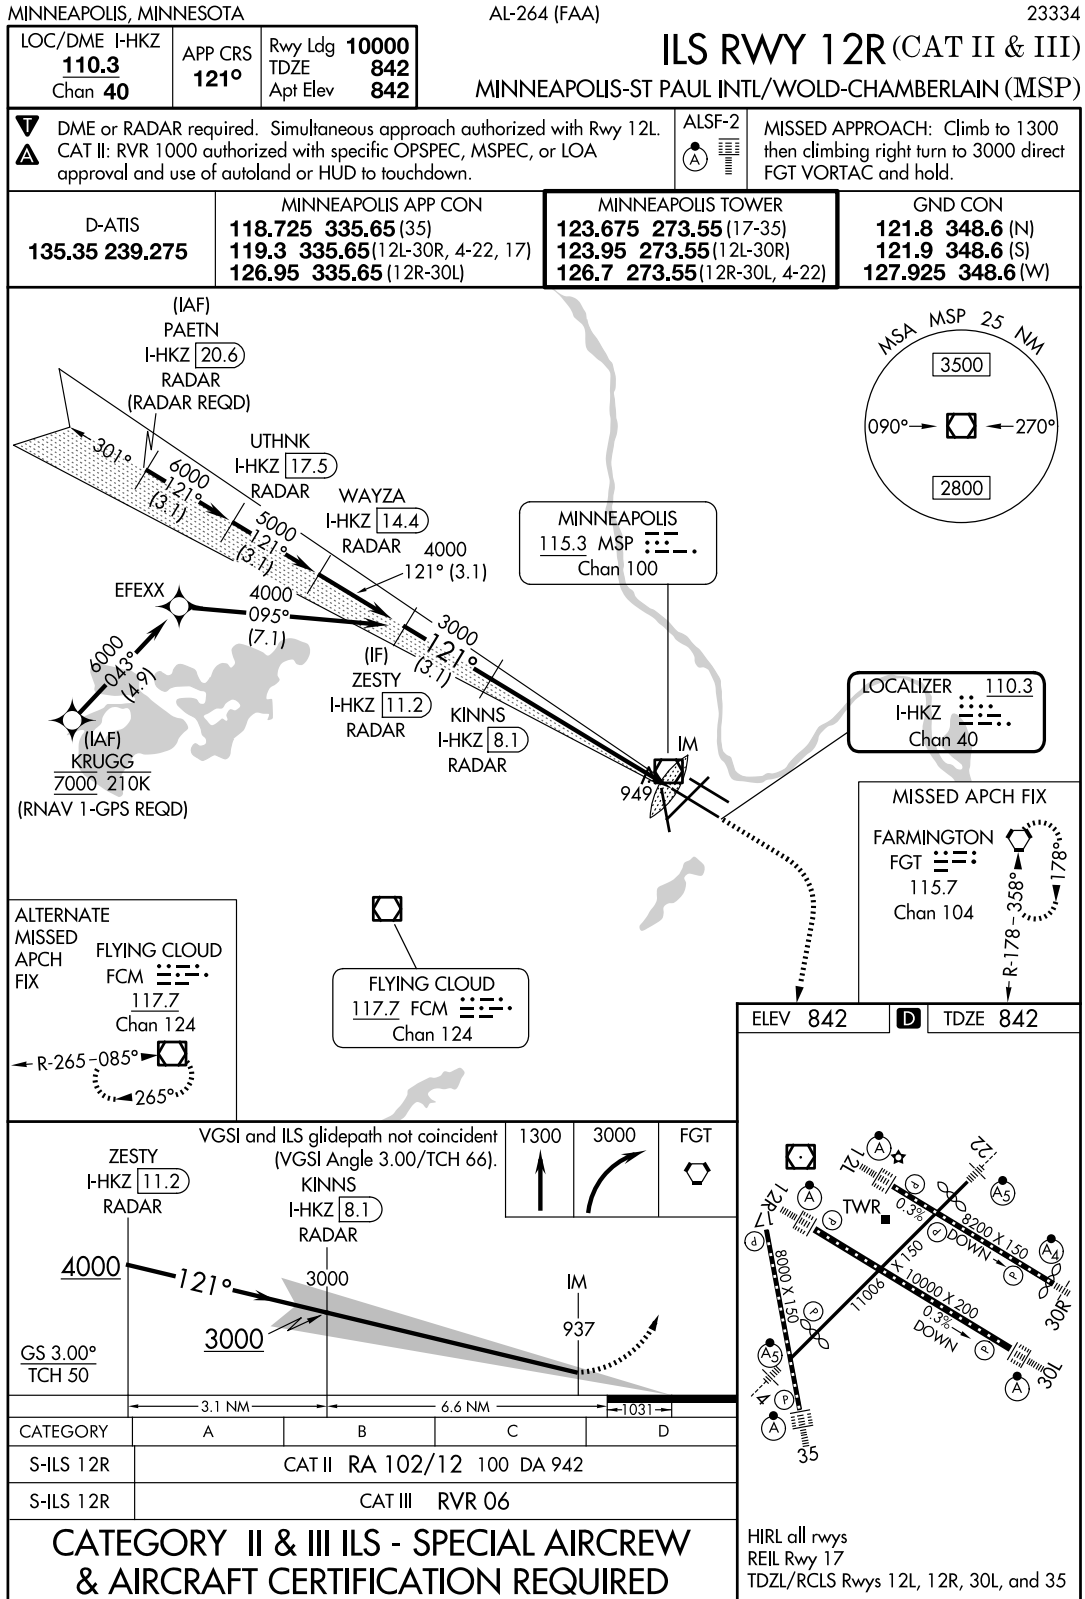 MINNEAPOLIS, MINNESOTA
AL-264 (FAA)
23334
LOC/DME I-HKZ
110.3
Chan 40
APP CRS
121°
Rwy Ldg 10000
TDZE 842
Apt Elev 842
ILS RWY 12R (CAT II & III)
MINNEAPOLIS-ST PAUL INTL/WOLD-CHAMBERLAIN (MSP)
T
A
DME or RADAR required. Simultaneous approach authorized with Rwy 12L.
CAT II: RVR 1000 authorized with specific OPSPEC, MSPEC, or LOA
approval and use of autoland or HUD to touchdown.
ALSF-2
A
MISSED APPROACH: Climb to 1300
then climbing right turn to 3000 direct
FGT VORTAC and hold.
D-ATIS
135.35 239.275
MINNEAPOLIS APP CON
118.725 335.65 (35)
119.3 335.65 (12L-30R, 4-22, 17)
126.95 335.65 (12R-30L)
MINNEAPOLIS TOWER
123.675 273.55 (17-35)
123.95 273.55 (12L-30R)
126.7 273.55 (12R-30L, 4-22)
GND CON
121.8 348.6 (N)
121.9 348.6 (S)
127.925 348.6 (W)
(IAF)
PAETN
I-HKZ 20.6
RADAR
(RADAR REQD)
301°
6000
121°
(3.1)
UTHNK
I-HKZ 17.5
RADAR
5000
121°
(3.1)
WAYZA
I-HKZ 14.4
RADAR
4000
121° (3.1)
MSA MSP 25 NM
3500
090°
270°
2800
MINNEAPOLIS
115.3 MSP
Chan 100
EFEXX
4000
095°
(7.1)
6000
043°
(4.9)
3000
121°
(3.1)
(IF)
ZESTY
I-HKZ 11.2
RADAR
KINNS
I-HKZ 8.1
RADAR
(IAF)
KRUGG
7000 210K
(RNAV 1-GPS REQD)
LOCALIZER 110.3
I-HKZ
Chan 40
IM
949
MISSED APCH FIX
FARMINGTON
FGT
115.7
Chan 104
R-178
358°
178°
ALTERNATE
MISSED
APCH
FIX
FLYING CLOUD
FCM
117.7
Chan 124
R-265
085°
265°
FLYING CLOUD
117.7 FCM
Chan 124
ELEV 842
D
TDZE 842
VGSI and ILS glidepath not coincident
(VGSI Angle 3.00/TCH 66).
1300
3000
FGT
ZESTY
I-HKZ 11.2
RADAR
KINNS
I-HKZ 8.1
RADAR
4000
121°
3000
3000
IM
937
GS 3.00°
TCH 50
3.1 NM
6.6 NM
1031
CATEGORY A B C D
S-ILS 12R CAT II RA 102/12 100 DA 942
S-ILS 12R CAT III RVR 06
CATEGORY II & III ILS - SPECIAL AIRCREW
& AIRCRAFT CERTIFICATION REQUIRED
12L
A
P
22
A5
12R
A
P
TWR
0.3%
DOWN
P
8200 X 150
A4
P
30R
17
P
8000 X 150
11006 X 150
10000 X 200
0.3%
DOWN
P
30L
A
P
A5
4
P
A
35
HIRL all rwys
REIL Rwy 17
TDZL/RCLS Rwys 12L, 12R, 30L, and 35